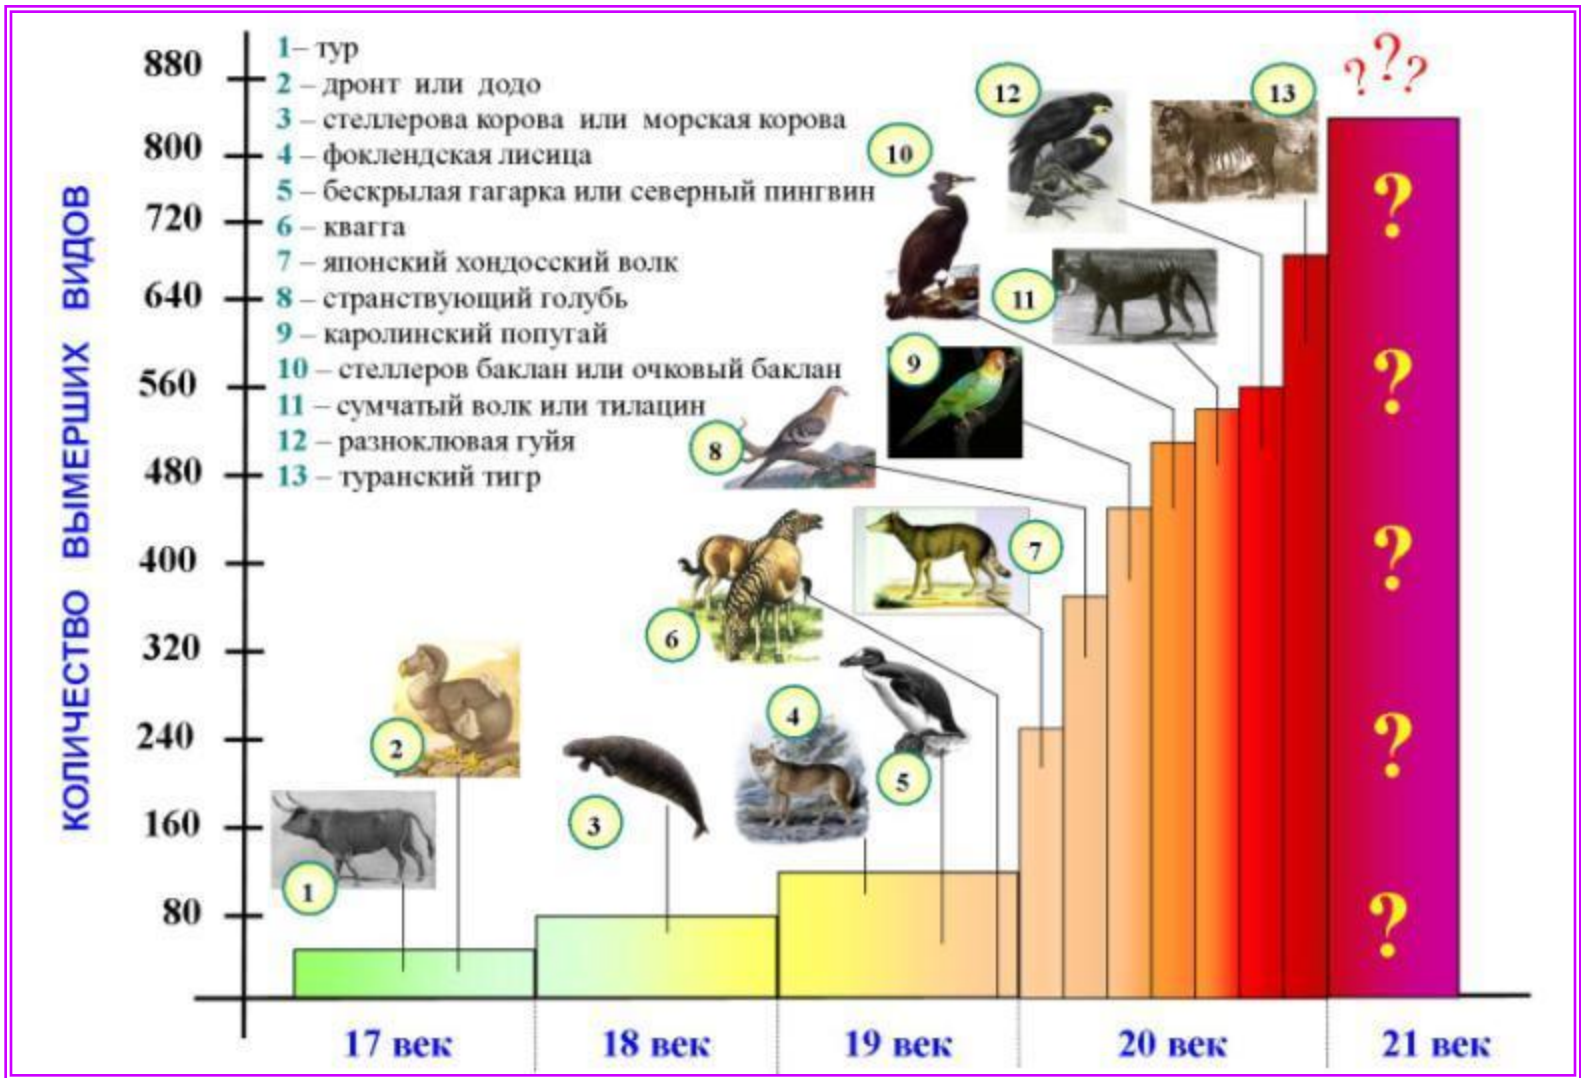 КОЛИЧЕСТВО ВЫМЕРШИХ ВИДОВ
880
800
720
640
560
480
400
320
240
160
80
1– тур
2 – дронт или додо
3 – стеллерова корова или морская корова
4 – фоклендская лисица
5 – бескрылая гагарка или северный пингвин
6 – квагга
7 – японский хондосский волк
8 – странствующий голубь
9 – каролинский попугай
10 – стеллеров баклан или очковый баклан
11 – сумчатый волк или тилацин
12 – разноклювая гуйя
13 – туранский тигр
???
12
13
10
11
9
8
7
6
4
5
2
3
1
?
?
?
?
?
17 век
18 век
19 век
20 век
21 век